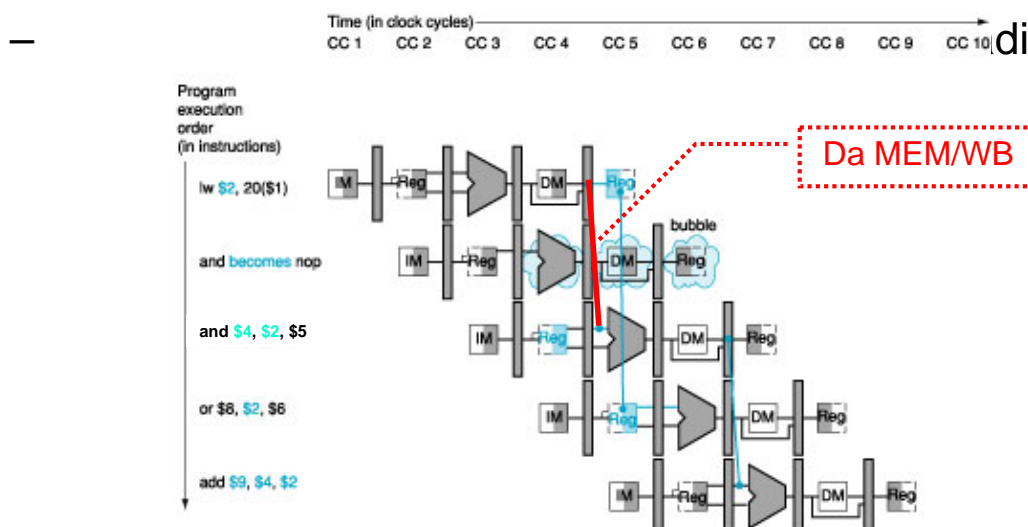 Time (in clock cycles)
– CC 1 CC 2 CC 3 CC 4 CC 5 CC 6 CC 7 CC 8 CC 9 CC 10 di
Program
execution
order
(in instructions)
Da MEM/WB
lw $2, 20($1) IM Reg DM Reg
bubble
and becomes nop IM Reg DM Reg
and $4, $2, $5 IM Reg DM Reg
or $8, $2, $6 IM Reg DM Reg
add $9, $4, $2 IM Reg DM Reg